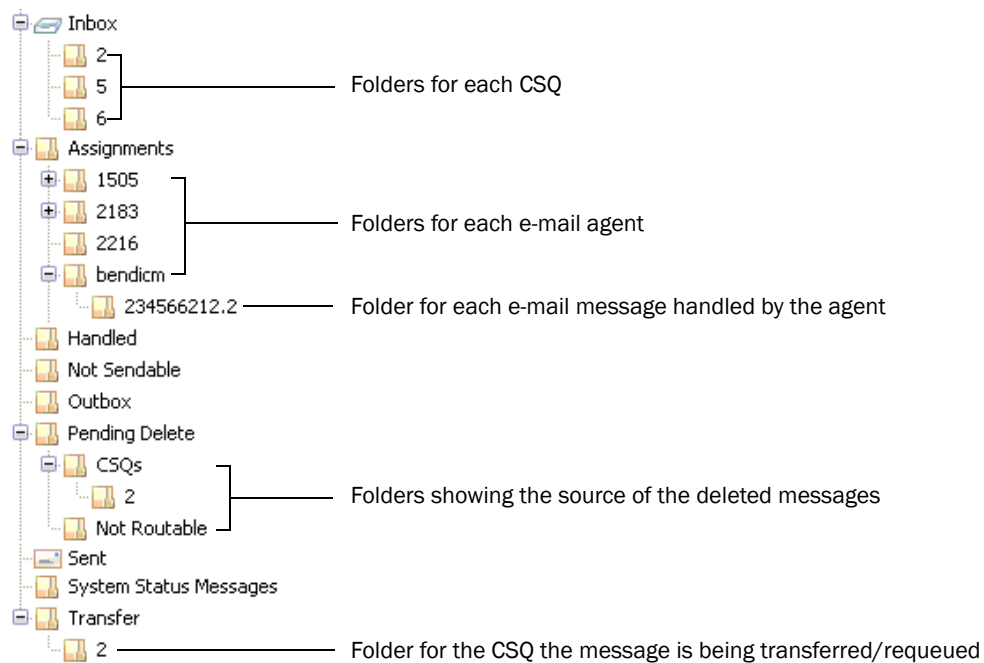 Inbox
2
5
Folders for each CSQ
6
Assignments
1505
2183
Folders for each e-mail agent
2216
bendicm
234566212.2
Folder for each e-mail message handled by the agent
Handled
Not Sendable
Outbox
Pending Delete
CSQs
2
Folders showing the source of the deleted messages
Not Routable
Sent
System Status Messages
Transfer
2
Folder for the CSQ the message is being transferred/requeued